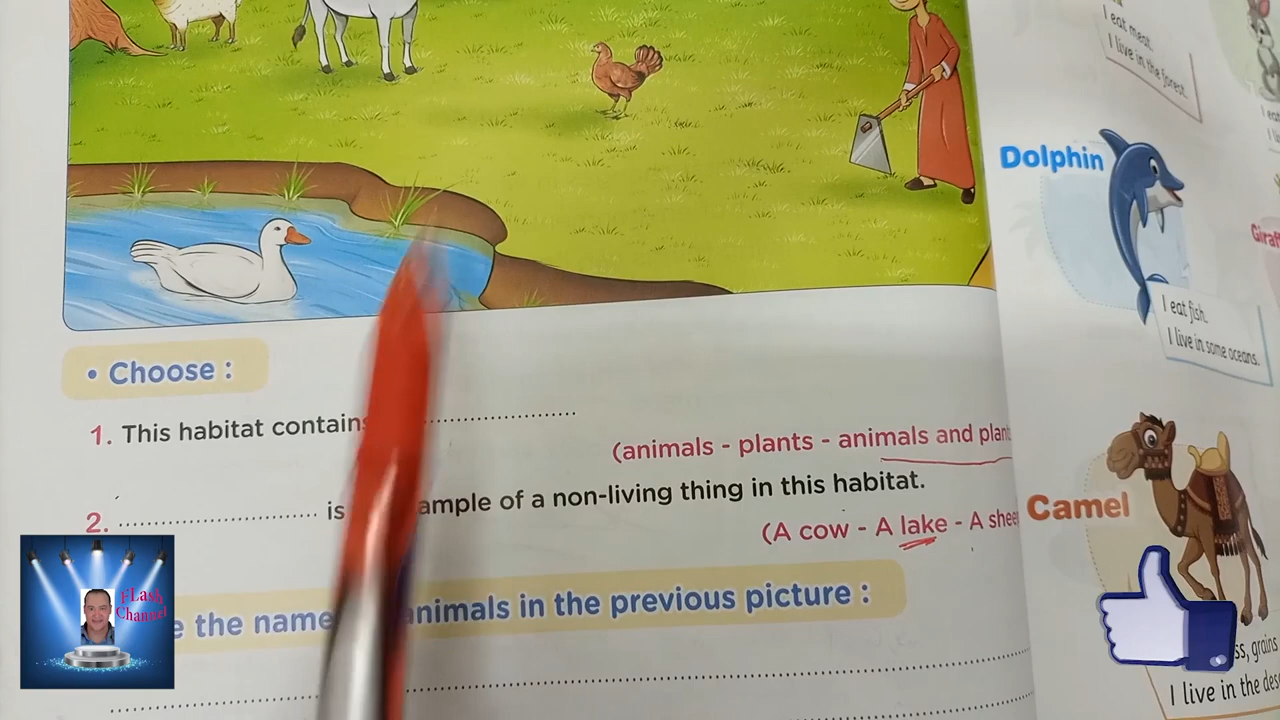 • Choose :
1. This habitat contains ........................
(animals - plants - animals and plan
2. ................................ is ample of a non-living thing in this habitat.
(A cow - A lake - A shee
e the name animals in the previous picture :
FLash
Channel
I eat meat.
I live in the forest.
Dolphin
I eat fish.
I live in some oceans.
Giraf
Camel
ss, grains
I live in the des